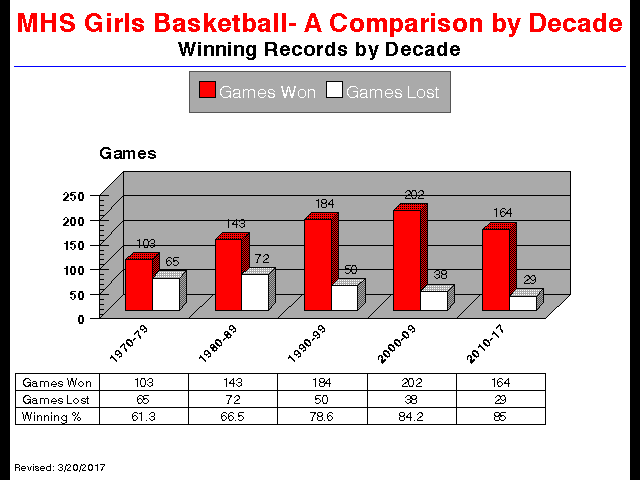 MHS Girls Basketball- A Comparison by Decade
Winning Records by Decade
Games Won Games Lost
Games
250
200
150
100
50
0
103
65
143
72
184
50
202
38
164
29
1970-79
1980-89
1990-99
2000-09
2010-17
Games Won 103 143 184 202 164
Games Lost 65 72 50 38 29
Winning % 61.3 66.5 78.6 84.2 85
Revised: 3/20/2017